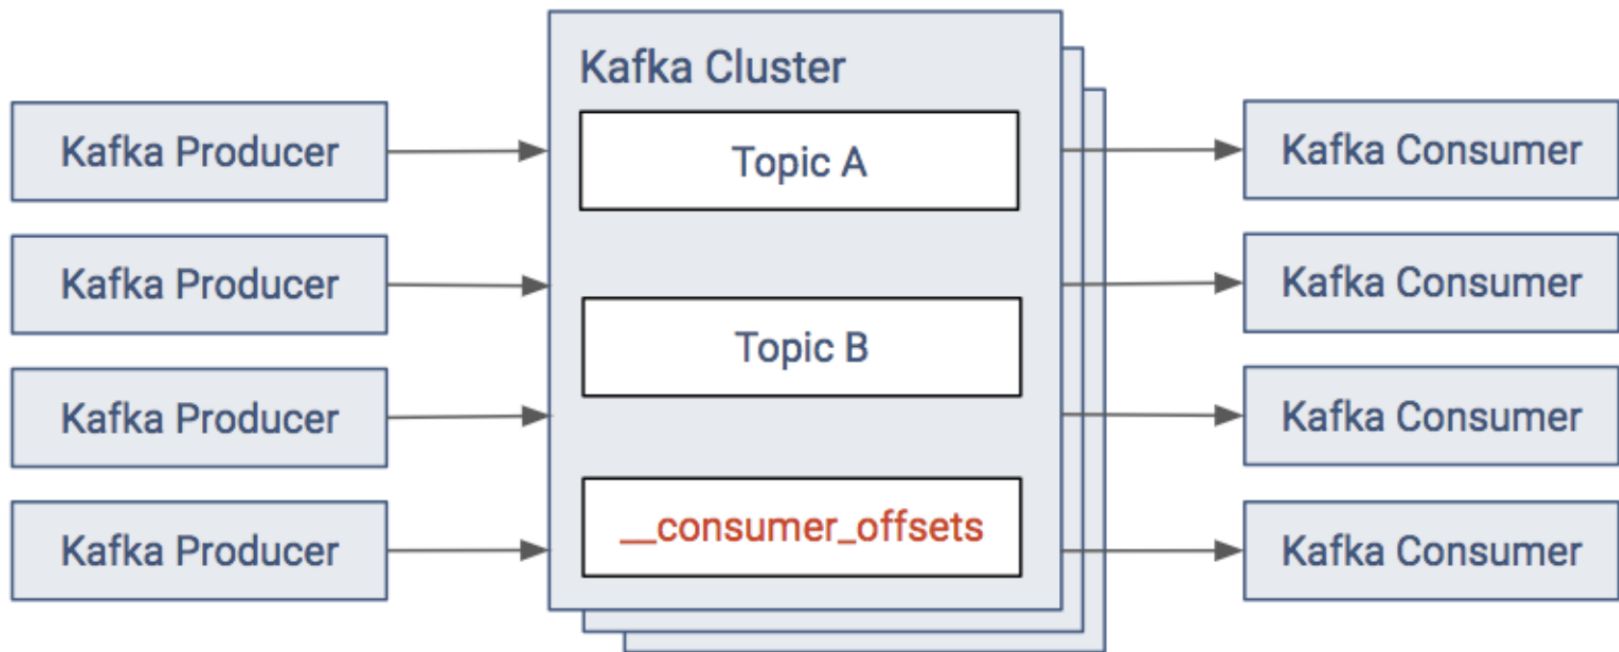 Kafka Cluster
Kafka Producer
Kafka Producer
Kafka Producer
Kafka Producer
Topic A
Topic B
__consumer_offsets
Kafka Consumer
Kafka Consumer
Kafka Consumer
Kafka Consumer